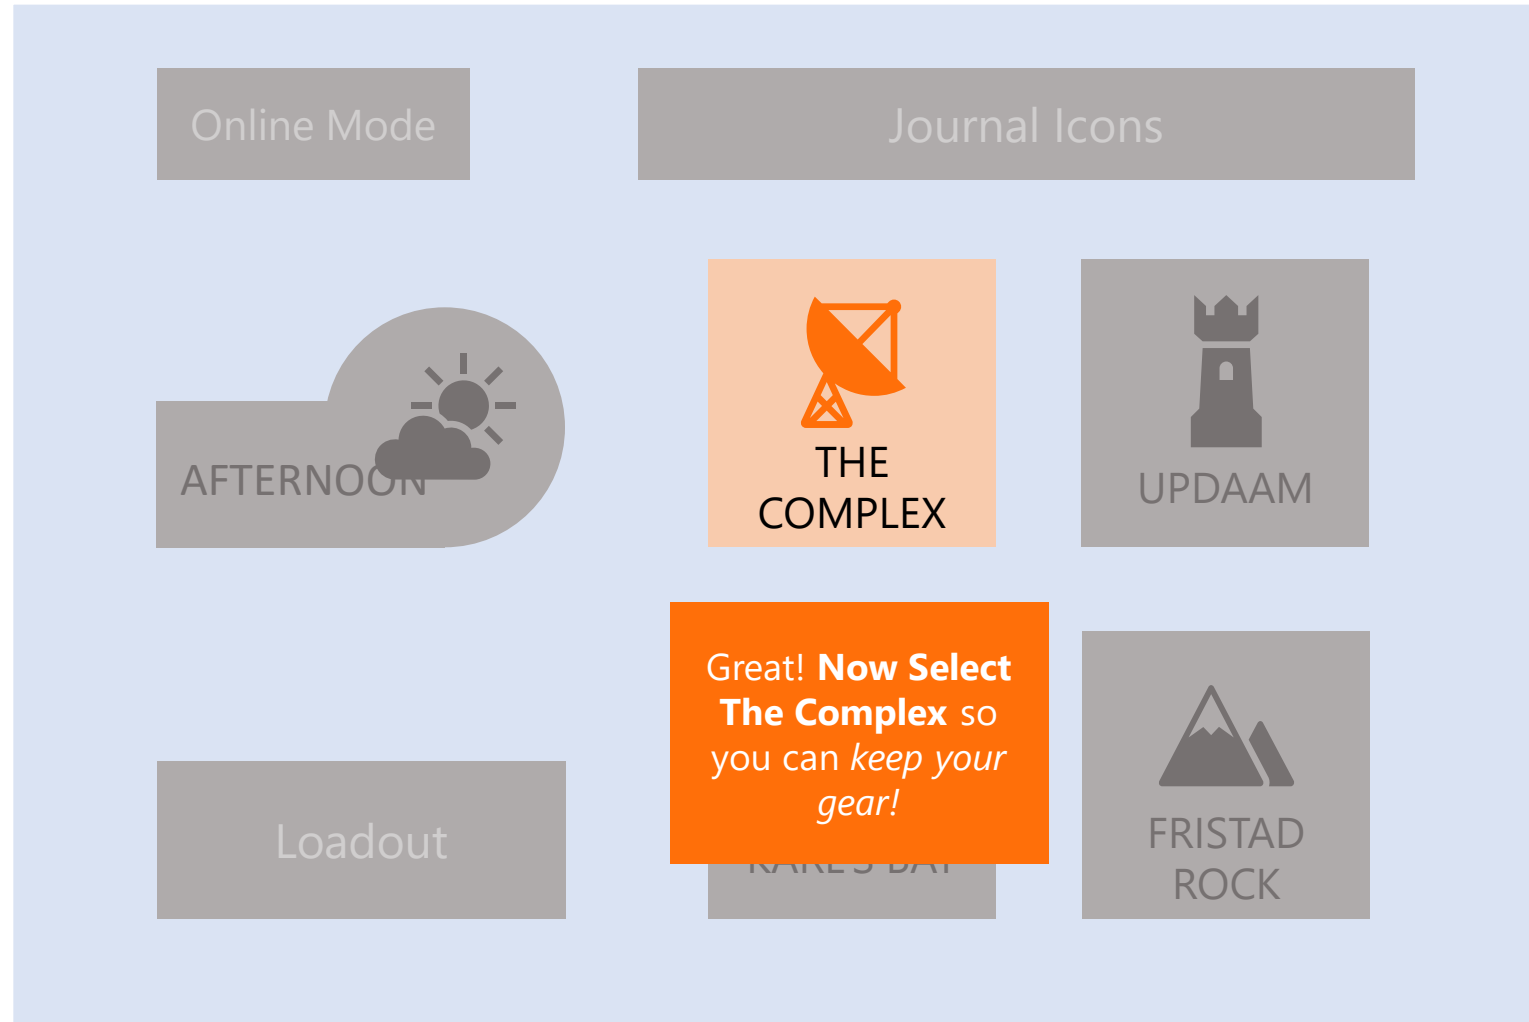 Online Mode
Journal Icons
AFTERNOON
THE
COMPLEX
UPDAAM
Great! Now Select
The Complex so
you can keep your
gear!
Loadout
FRISTAD
ROCK